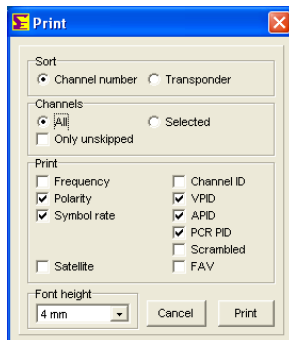 Print
Sort
Channel number Transponder
Channels
All Selected
Only unskipped
Print
Frequency Channel ID
Polarity VPID
Symbol rate APID
PCR PID
Scrambled
Satellite FAV
Font height
4 mm Cancel Print